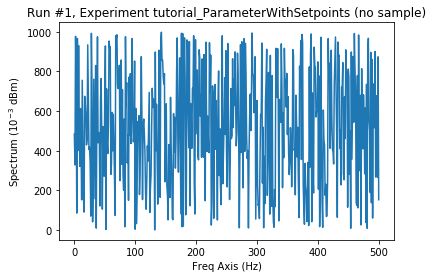 Run #1, Experiment tutorial_ParameterWithSetpoints (no sample)
1000
800
600
400
200
0
Spectrum (10⁻³ dBm)
0 100 200 300 400 500
Freq Axis (Hz)